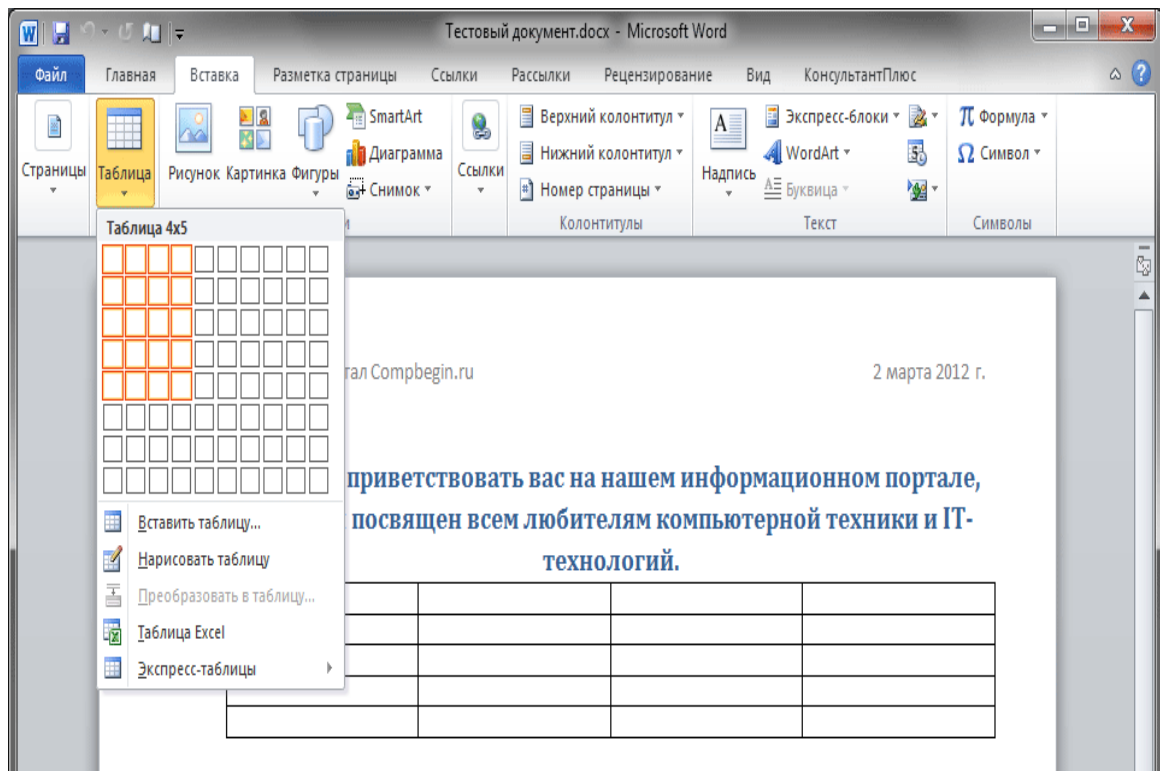 Тестовый документ.docx - Microsoft Word
Файл Главная Вставка Разметка страницы Ссылки Рассылки Рецензирование Вид КонсультантПлюс
Страницы Таблица Рисунок Картинка Фигуры SmartArt Диаграмма Снимок Ссылки Верхний колонтитул Нижний колонтитул Номер страницы Надпись Экспресс-блоки WordArt Буквица Формула Символ
Колонтитулы Текст Символы
Таблица 4x5
Compbegin.ru 2 марта 2012 г.
приветствовать вас на нашем информационном портале,
посвящен всем любителям компьютерной техники и IT-
технологий.
Вставить таблицу...
Нарисовать таблицу
Преобразовать в таблицу...
Таблица Excel
Экспресс-таблицы